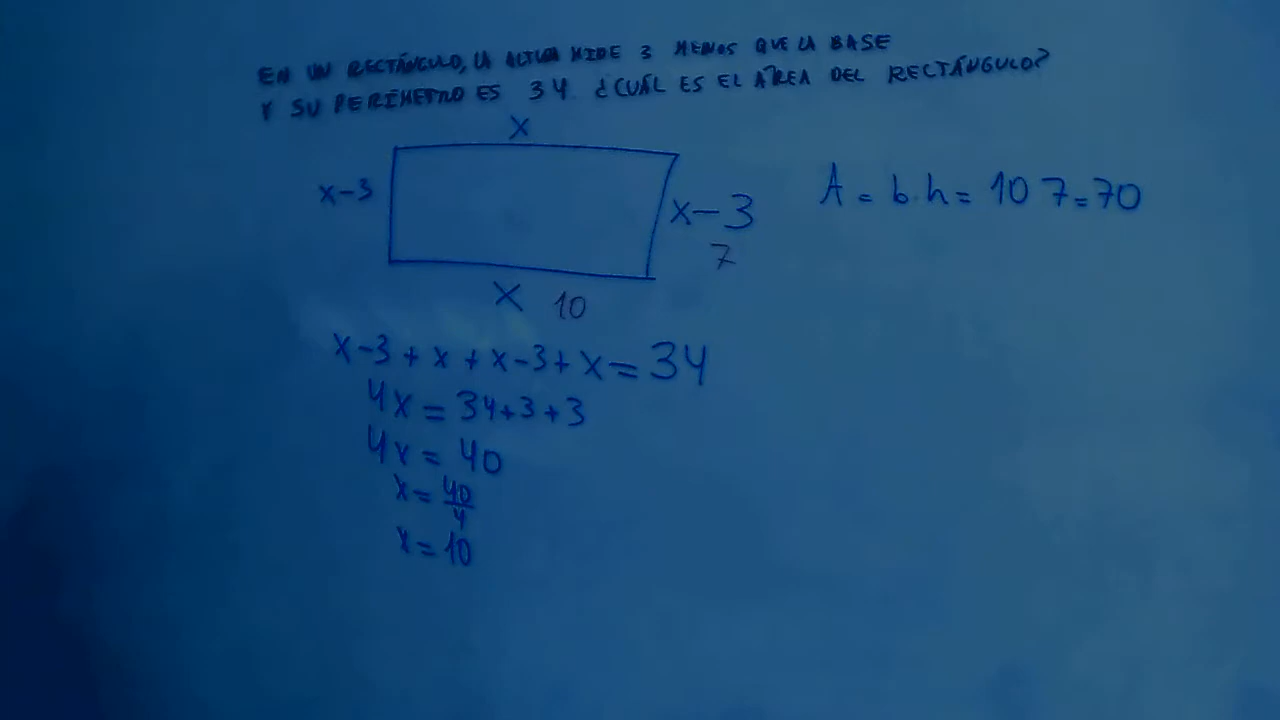 EN UN RECTÁNGULO, LA ALTURA MIDE 3 MENOS QUE LA BASE
Y SU PERÍMETRO ES 34 ¿CUÁL ES EL ÁREA DEL RECTÁNGULO?
x
x-3
x-3
7
A = b.h = 10 7 = 70
x 10
x-3 + x + x-3 + x = 34
4x = 34+3+3
4x = 40
x = 40/4
x = 10